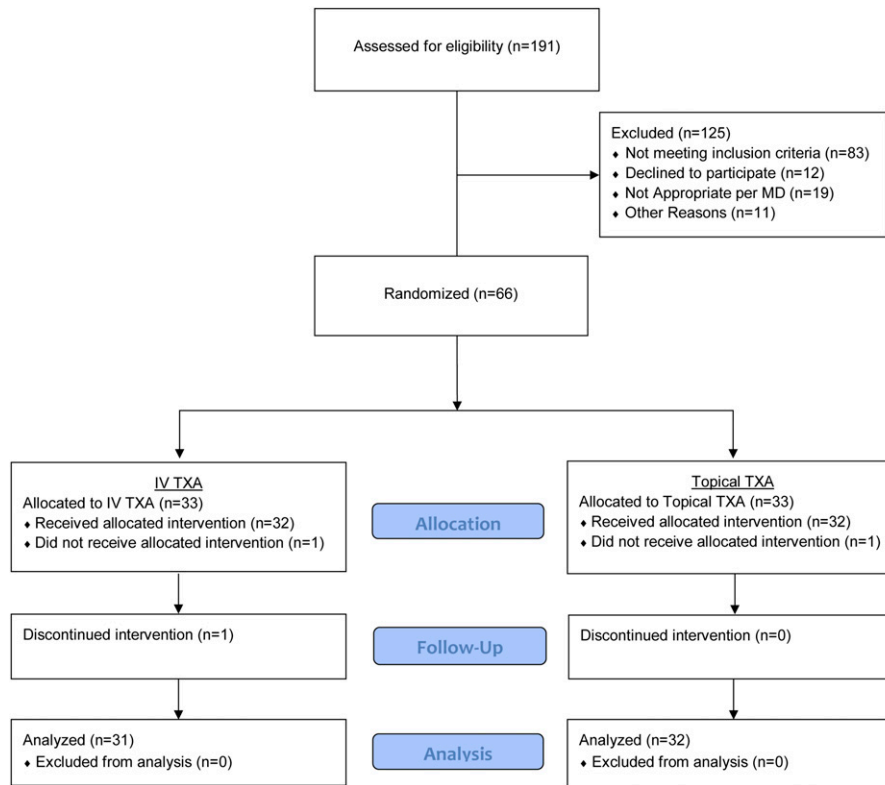 Assessed for eligibility (n=191)
Excluded (n=125)
♦ Not meeting inclusion criteria (n=83)
♦ Declined to participate (n=12)
♦ Not Appropriate per MD (n=19)
♦ Other Reasons (n=11)
Randomized (n=66)
IV TXA
Allocated to IV TXA (n=33)
♦ Received allocated intervention (n=32)
♦ Did not receive allocated intervention (n=1)
Allocation
Topical TXA
Allocated to Topical TXA (n=33)
♦ Received allocated intervention (n=32)
♦ Did not receive allocated intervention (n=1)
Discontinued intervention (n=1)
Follow-Up
Discontinued intervention (n=0)
Analyzed (n=31)
♦ Excluded from analysis (n=0)
Analysis
Analyzed (n=32)
♦ Excluded from analysis (n=0)